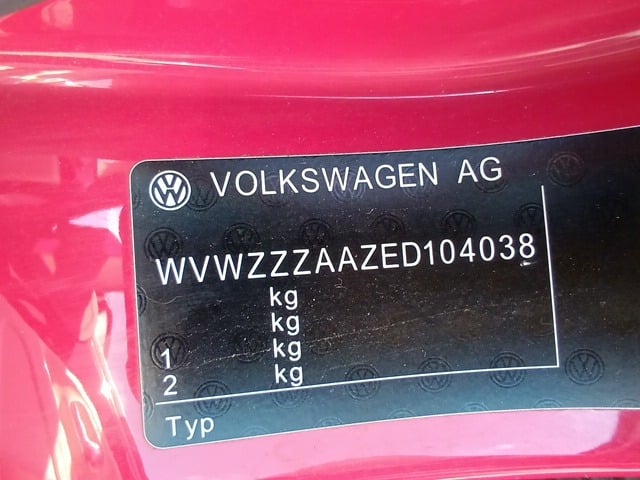 VOLKSWAGEN AG
WVWZZZAAZED104038
kg
kg
1 kg
2 kg
Typ